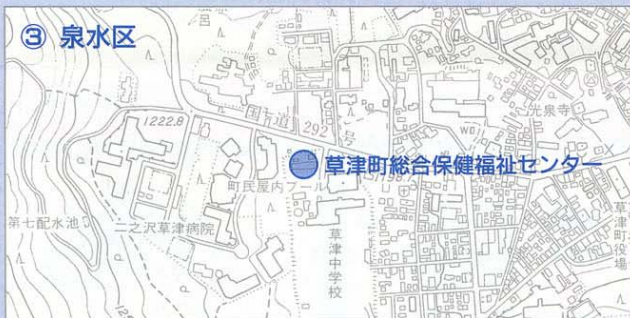 ③ 泉水区
1222.8
国道292号
光泉寺
草津町総合保健福祉センター
町民屋内プール
第七配水池
二之沢草津病院
草津中学校
草津町役場